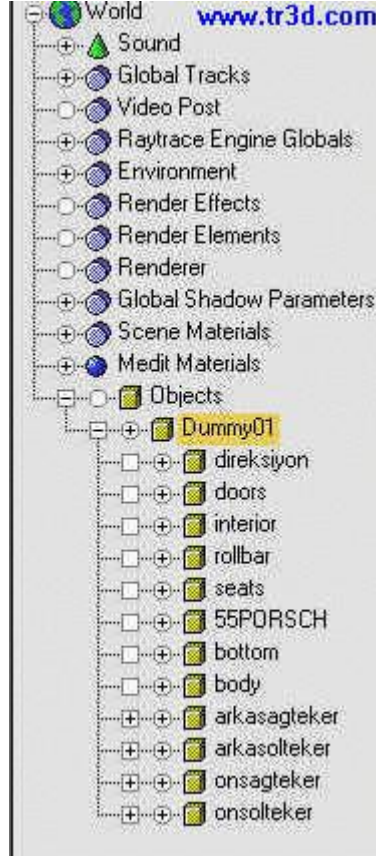 World www.tr3d.com
Sound
Global Tracks
Video Post
Raytrace Engine Globals
Environment
Render Effects
Render Elements
Renderer
Global Shadow Parameters
Scene Materials
Medit Materials
Objects
Dummy01
direksiyon
doors
interior
rollbar
seats
55PORSCH
bottom
body
arkasagteker
arkasolteker
onsagteker
onsolteker